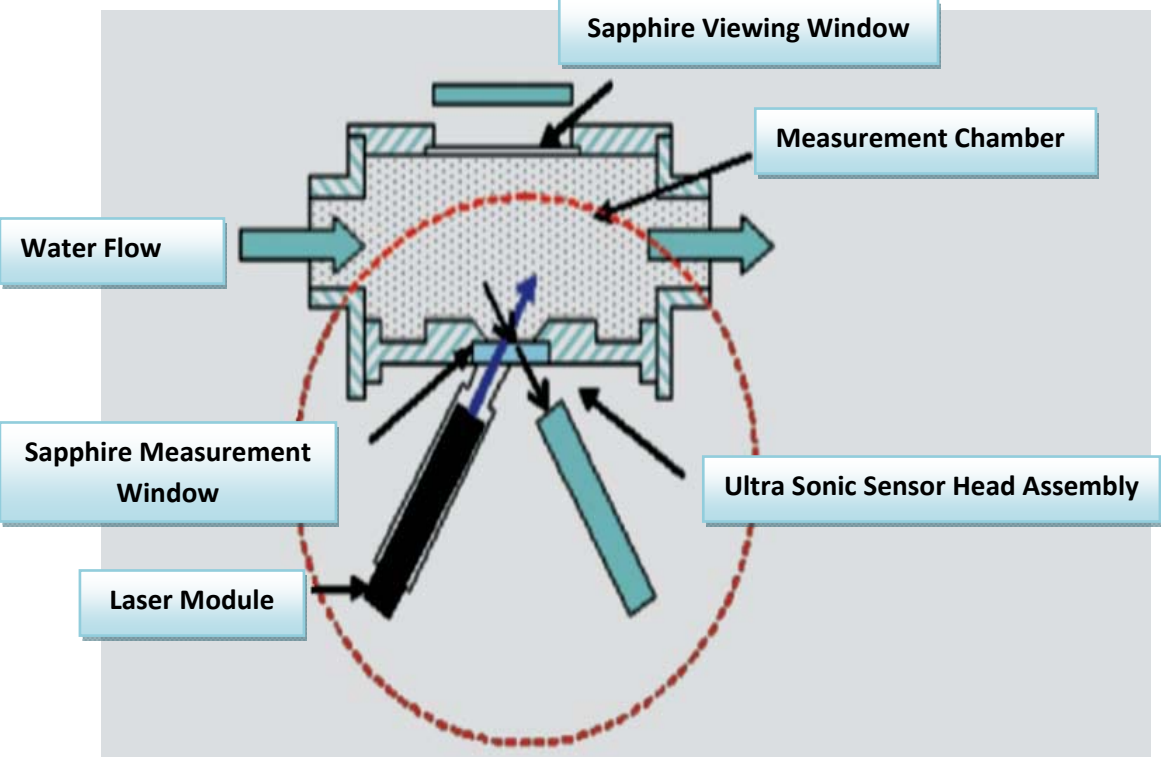 Sapphire Viewing Window
Measurement Chamber
Water Flow
Sapphire Measurement
Window
Ultra Sonic Sensor Head Assembly
Laser Module